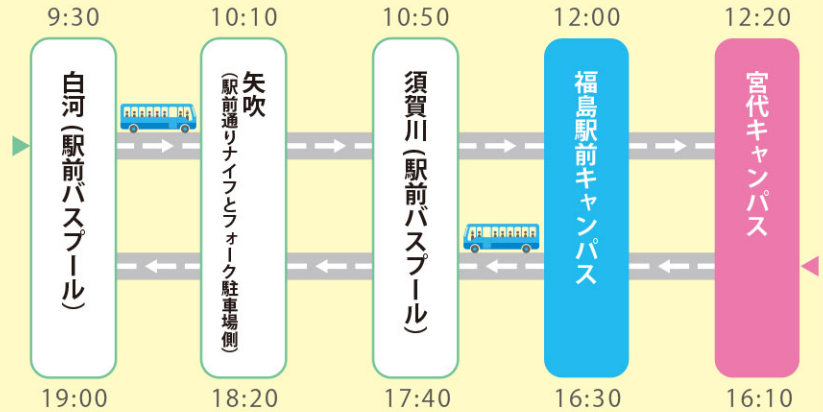 9:30
10:10
10:50
12:00
12:20
白河(駅前バスプール)
矢吹
(駅前通りナイフとフォーク駐車場側)
須賀川(駅前バスプール)
福島駅前キャンパス
宮代キャンパス
19:00
18:20
17:40
16:30
16:10